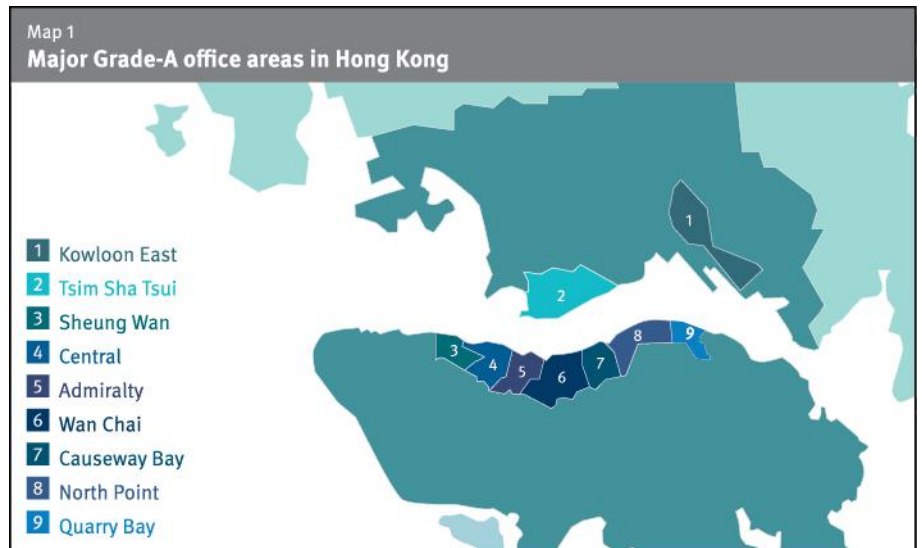 Map 1
Major Grade-A office areas in Hong Kong
1 Kowloon East
2 Tsim Sha Tsui
3 Sheung Wan
4 Central
5 Admiralty
6 Wan Chai
7 Causeway Bay
8 North Point
9 Quarry Bay
1
2
3
4
5
6
7
8
9